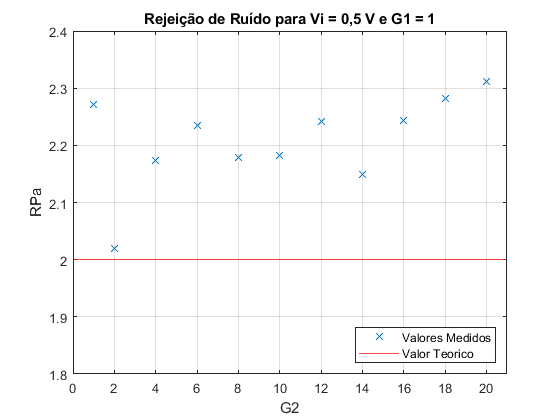 Rejeição de Ruído para Vi = 0,5 V e G1 = 1
2.4
2.3
2.2
2.1
2
1.9
1.8
RPa
Valores Medidos
Valor Teorico
0 2 4 6 8 10 12 14 16 18 20
G2